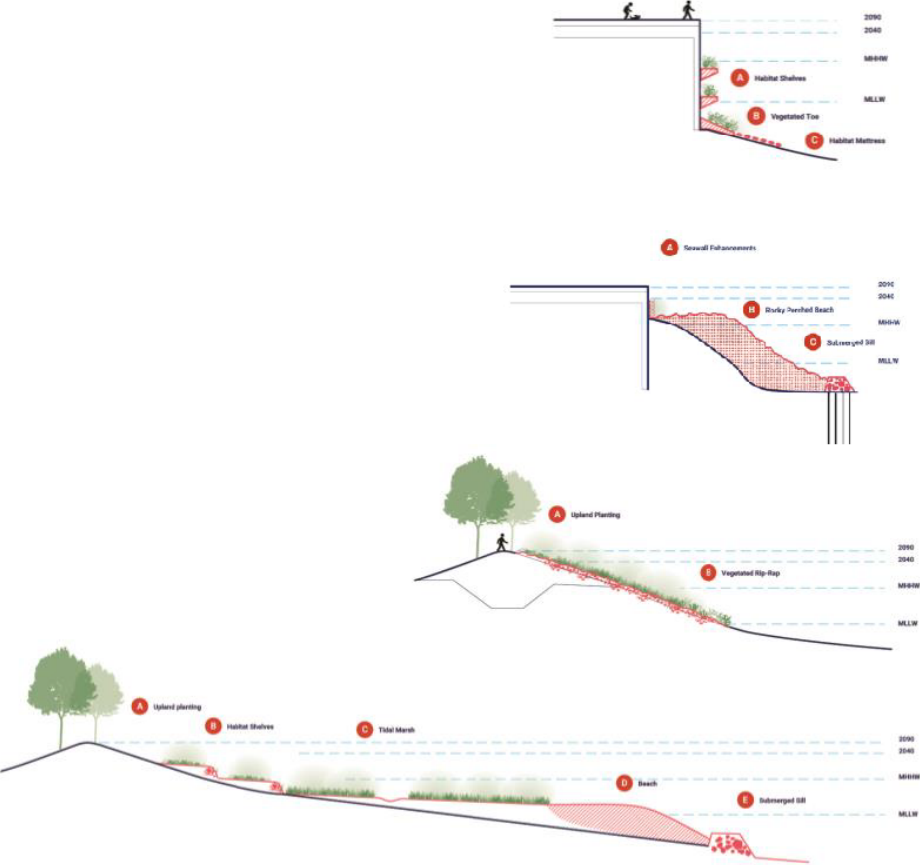 2090
2040
MHHW
A Habitat Shelves
MLLW
B Vegetated Toe
C Habitat Mattress
A Seawall Enhancements
2090
2040
B Rocky Perched Beach
MHHW
C Submerged Sill
MLLW
A Upland Planting
2090
2040
B Vegetated Rip-Rap
MHHW
MLLW
A Upland planting
B Habitat Shelves
C Tidal Marsh
2090
2040
MHHW
D Beach
E Submerged Sill
MLLW